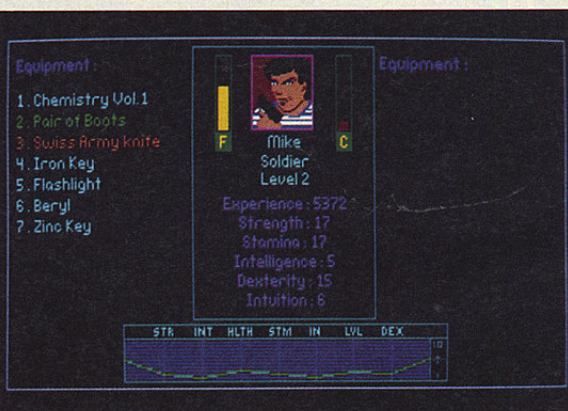 Equipment :
1. Chemistry Vol.1
2. Pair of Boots
3. Swiss Army knife
4. Iron Key
5. Flashlight
6. Beryl
7. Zinc Key
F
C
Mike
Soldier
Level 2
Experience : 5372
Strength : 17
Stamina : 17
Intelligence : 5
Dexterity : 15
Intuition : 6
Equipment :
STR INT HLTH STM IN LVL DEX
10